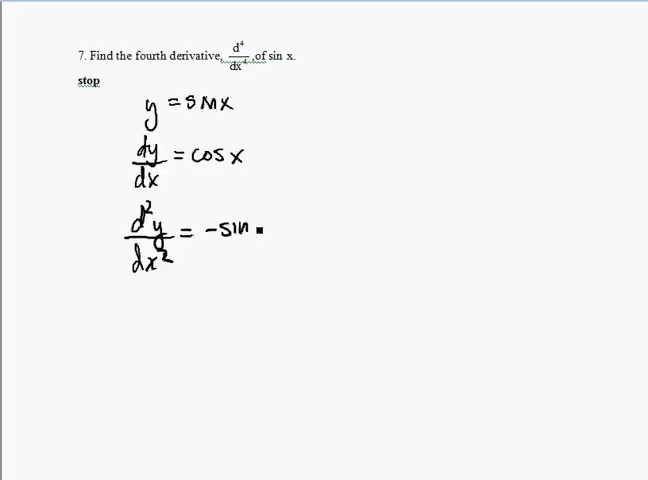 7. Find the fourth derivative, d⁴/dx⁴, of sin x.
stop
y = sin x
dy/dx = cos x
d²y/dx² = -sin